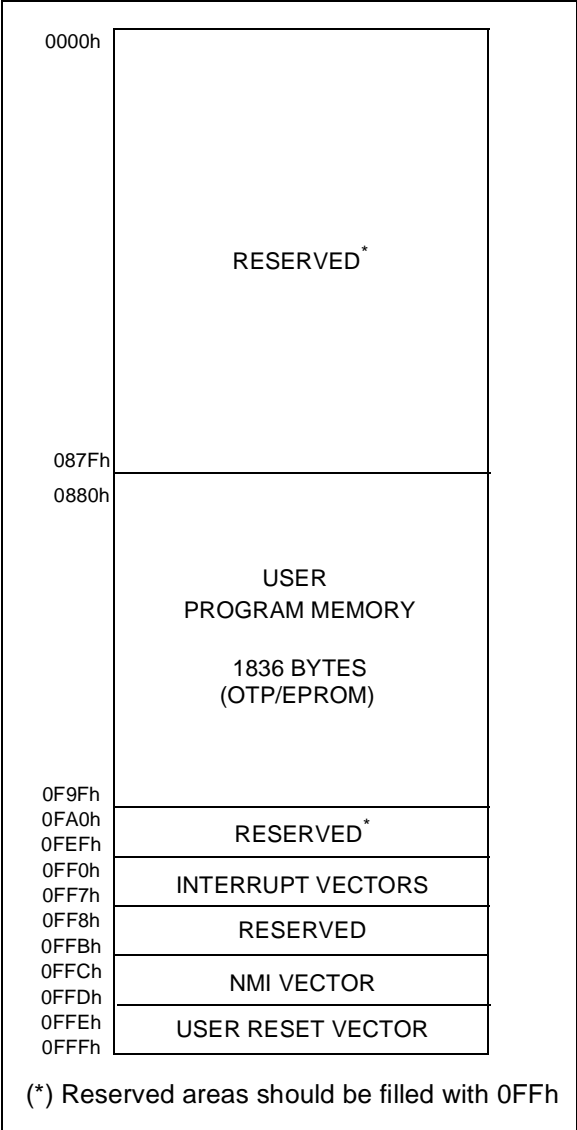 0000h
RESERVED*
087Fh
0880h
USER
PROGRAM MEMORY
1836 BYTES
(OTP/EPROM)
0F9Fh
0FA0h
RESERVED*
0FEFh
0FF0h
INTERRUPT VECTORS
0FF7h
0FF8h
RESERVED
0FFBh
0FFCh
NMI VECTOR
0FFDh
0FFEh
USER RESET VECTOR
0FFFh
(*) Reserved areas should be filled with 0FFh